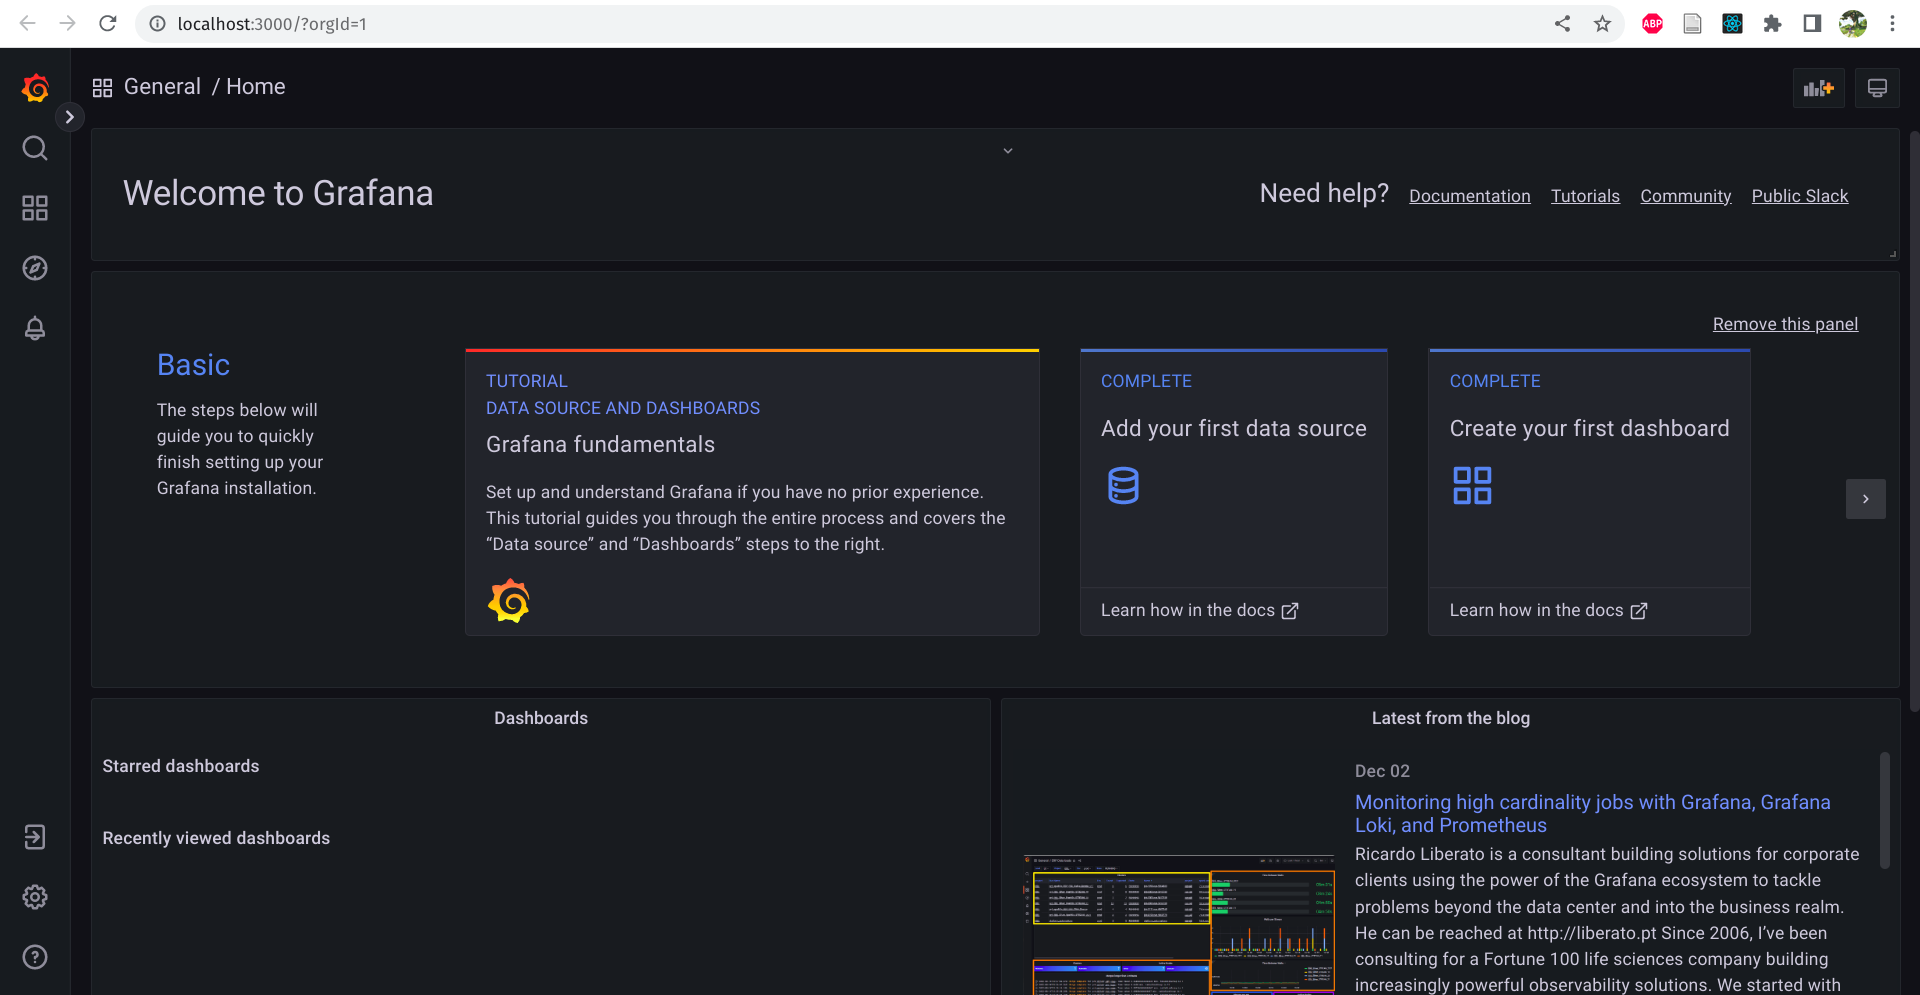 localhost:3000/?orgId=1
ABP
General / Home
Welcome to Grafana
Need help? Documentation Tutorials Community Public Slack
Remove this panel
Basic
The steps below will
guide you to quickly
finish setting up your
Grafana installation.
TUTORIAL
DATA SOURCE AND DASHBOARDS
Grafana fundamentals
Set up and understand Grafana if you have no prior experience.
This tutorial guides you through the entire process and covers the
“Data source” and “Dashboards” steps to the right.
COMPLETE
Add your first data source
Learn how in the docs
COMPLETE
Create your first dashboard
Learn how in the docs
Dashboards
Starred dashboards
Recently viewed dashboards
Latest from the blog
Dec 02
Monitoring high cardinality jobs with Grafana, Grafana
Loki, and Prometheus
Ricardo Liberato is a consultant building solutions for corporate
clients using the power of the Grafana ecosystem to tackle
problems beyond the data center and into the business realm.
He can be reached at http://liberato.pt Since 2006, I’ve been
consulting for a Fortune 100 life sciences company building
increasingly powerful observability solutions. We started with